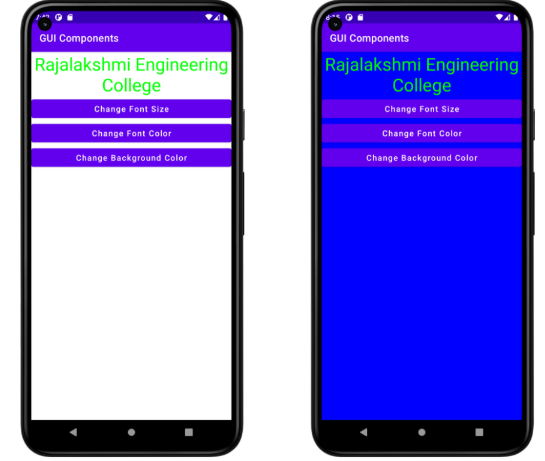 GUI Components
Rajalakshmi Engineering
College
Change Font Size
Change Font Color
Change Background Color
GUI Components
Rajalakshmi Engineering
College
Change Font Size
Change Font Color
Change Background Color